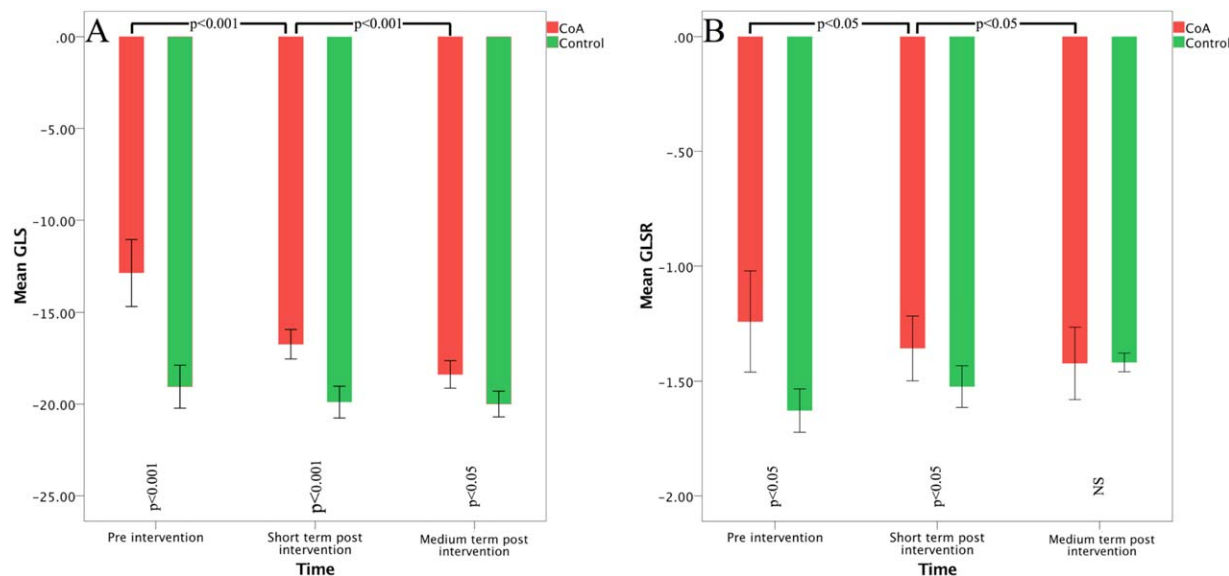 A
p<0.001
p<0.001
CoA
Control
.00
-5.00
-10.00
-15.00
-20.00
-25.00
Mean GLS
p<0.001
p<0.001
p<0.05
Pre intervention
Short term post
intervention
Medium term post
intervention
Time
B
p<0.05
p<0.05
CoA
Control
.00
-.50
-1.00
-1.50
-2.00
Mean GLSR
p<0.05
p<0.05
NS
Pre intervention
Short term post
intervention
Medium term post
intervention
Time